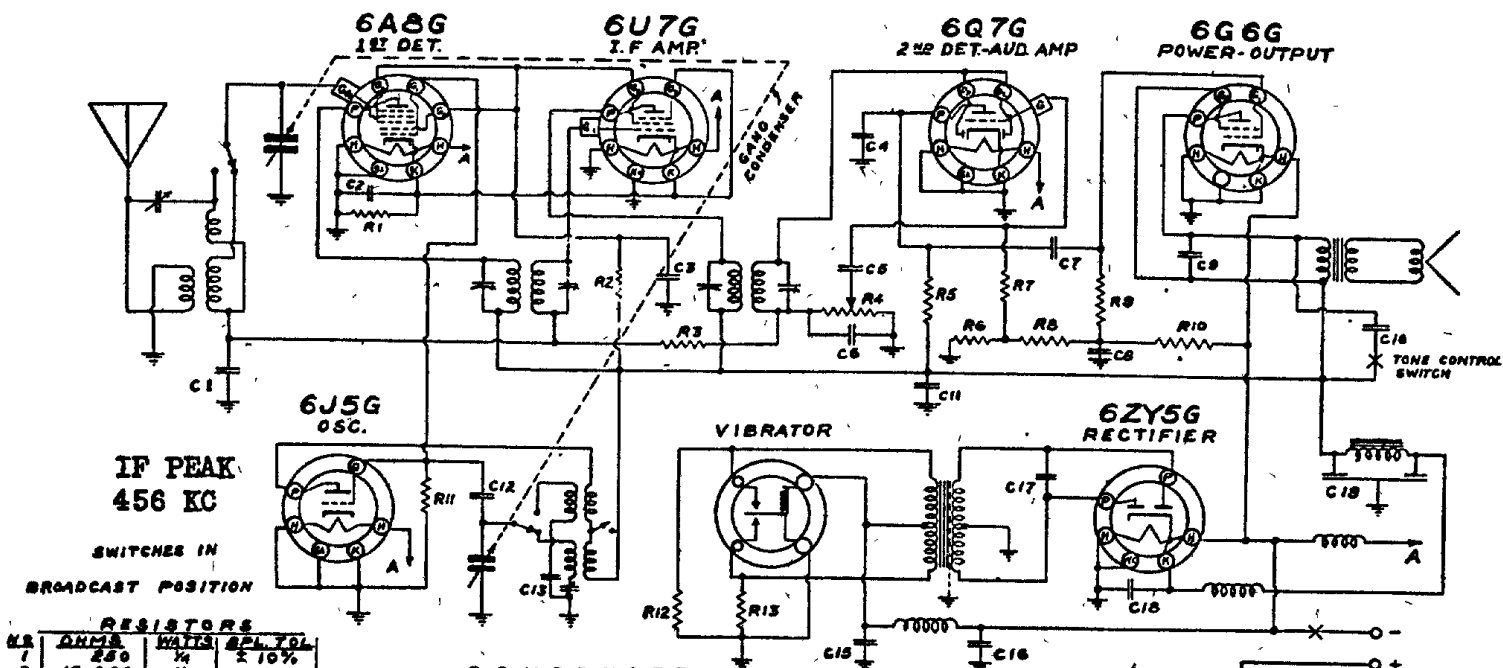 6A8G
1ST DET.
6U7G
I.F AMP.
6Q7G
2ND DET.-AUD. AMP
6G6G
POWER-OUTPUT
GANG
CONDENSER
A
A
A
C2
R1
C4
R2
C3
C5
R4
C6
R3
R5
C7
R7
R6
R8
R9
C8
R10
C9
C11
C1
TONE CONTROL
SWITCH
6J5G
OSC.
IF PEAK
456 KC
SWITCHES IN
BROADCAST POSITION
R11
C12
C13
A
VIBRATOR
R12
R13
C15
C16
C17
6ZY5G
RECTIFIER
C18
C18
A
-
+
RESISTORS
NO OHMS WATTS SPL. TOL
1 250 1/4 ± 10%